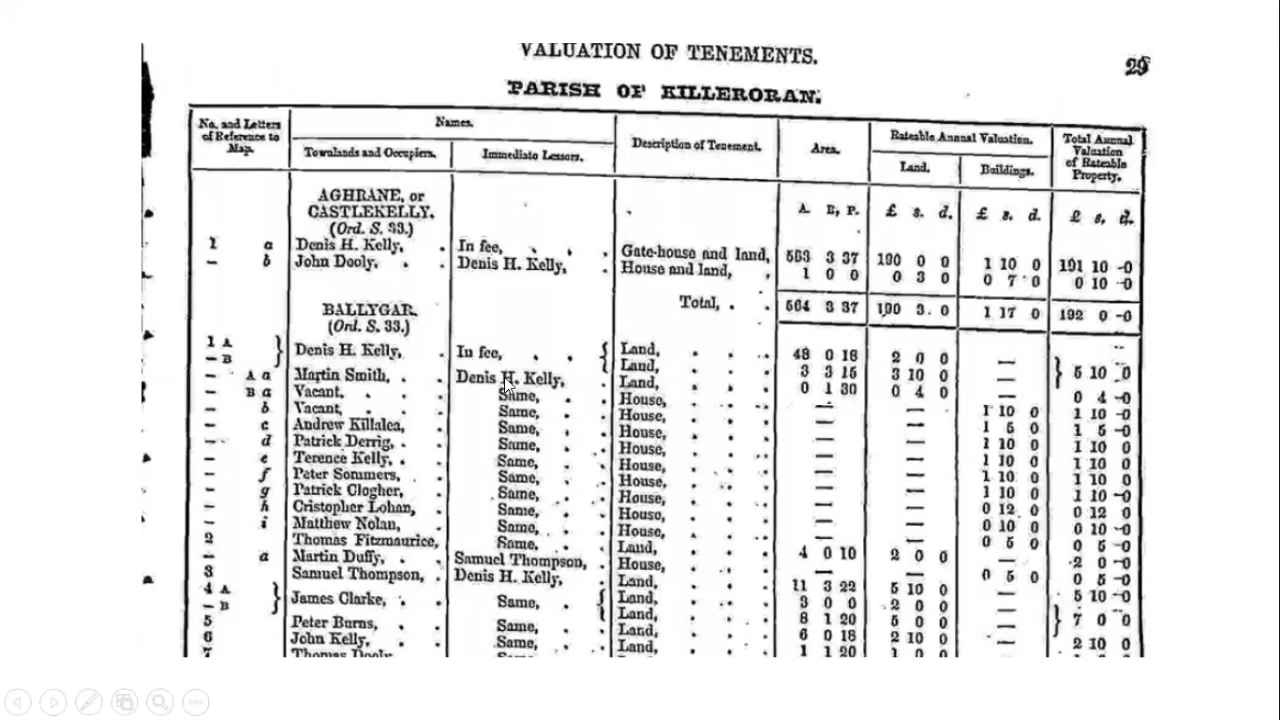 VALUATION OF TENEMENTS.
29
PARISH OF KILLERORAN.
No. and Letters of Reference to Map. Names. Description of Tenement. Area. Rateable Annual Valuation. Total Annual Valuation of Rateable Property.
Townlands and Occupiers. Immediate Lessors. Land. Buildings.
AGHRANE, or
CASTLEKELLY.
(Ord. S. 33.)
A. R. P. £ s. d. £ s. d. £ s. d.
1 a Denis H. Kelly, . In fee, . . Gate-house and land, 563 3 37 190 0 0 1 10 0 191 10 0
— b John Dooly, . . Denis H. Kelly, . House and land, . 1 0 0 0 3 0 0 7 0 0 10 0
Total, . . 564 3 37 190 3 0 1 17 0 192 0 0
BALLYGAR.
(Ord. S. 33.)
1 A } Denis H. Kelly, . In fee, . . { Land, . . . 48 0 18 2 0 0 — } 5 10 0
— B Land, . . . 3 3 15 3 10 0 —
— A a Martin Smith, . . Denis H. Kelly, . Land, . . . 0 1 30 0 4 0 — 0 4 0
— B a Vacant, . . Same, . . House, . . . — — 1 10 0 1 10 0
— b Vacant, . . Same, . . House, . . . — — 1 5 0 1 5 0
— c Andrew Killalea, . Same, . . House, . . . — — 1 10 0 1 10 0
— d Patrick Derrig, . . Same, . . House, . . . — — 1 10 0 1 10 0
— e Terence Kelly, . . Same, . . House, . . . — — 1 10 0 1 10 0
— f Peter Sommers, . . Same, . . House, . . . — — 1 10 0 1 10 0
— g Patrick Clogher, . Same, . . House, . . . — — 0 12 0 0 12 0
— h Cristopher Lohan, . Same, . . House, . . . — — 0 10 0 0 10 0
— i Matthew Nolan, . Same, . . House, . . . — — 0 5 0 0 5 0
2 Thomas Fitzmaurice, Same, . . Land, . . . 4 0 10 2 0 0 — 2 0 0
— a Martin Duffy, . . Samuel Thompson, . House, . . . — — 0 5 0 0 5 0
3 Samuel Thompson, . Denis H. Kelly, . Land, . . . 11 3 22 5 10 0 — 5 10 0
4 A } James Clarke, . . Same, . . { Land, . . . 3 0 0 2 0 0 — } 7 0 0
— B Land, . . . 8 1 20 5 0 0 —
5 Peter Burns, . . Same, . . Land, . . . 6 0 18 2 10 0 — 2 10 0
6 John Kelly, . . Same, . . Land, . . . 1 1 20 1 0 0
7 Thomas Dooly